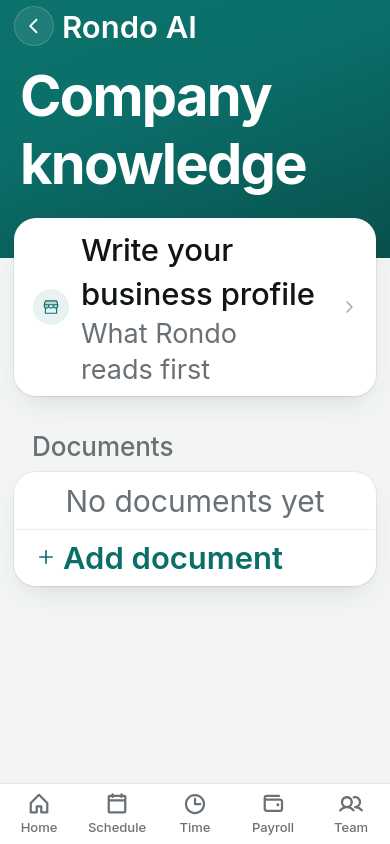 Rondo AI
Company
knowledge
Write your
business profile
What Rondo
reads first
Documents
No documents yet
+ Add document
Home
Schedule
Time
Payroll
Team